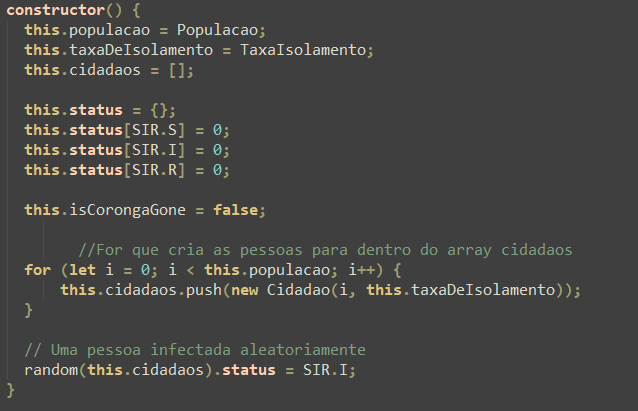 constructor() {
this.populacao = Populacao;
this.taxaDeIsolamento = TaxaIsolamento;
this.cidadaos = [];
this.status = {};
this.status[SIR.S] = 0;
this.status[SIR.I] = 0;
this.status[SIR.R] = 0;
this.isCorongaGone = false;
//For que cria as pessoas para dentro do array cidadaos
for (let i = 0; i < this.populacao; i++) {
this.cidadaos.push(new Cidadao(i, this.taxaDeIsolamento));
}
// Uma pessoa infectada aleatoriamente
random(this.cidadaos).status = SIR.I;
}